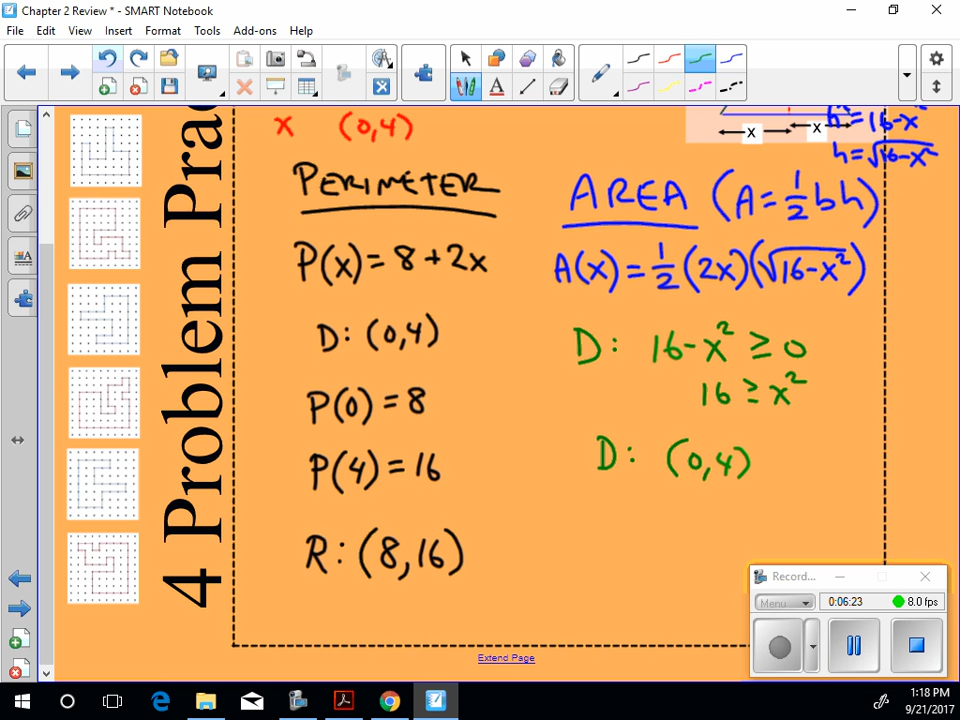 Chapter 2 Review * - SMART Notebook
File Edit View Insert Format Tools Add-ons Help
4 Problem Prac
x (0,4)
x x
h²=16-x²
h=√16-x²
PERIMETER
P(x)=8+2x
D: (0,4)
P(0)=8
P(4)=16
R: (8,16)
AREA (A=1/2bh)
A(x)=1/2(2x)(√16-x²)
D: 16-x² ≥ 0
16 ≥ x²
D: (0,4)
Extend Page
Record...
Menu 0:06:23 8.0 fps
1:18 PM
9/21/2017